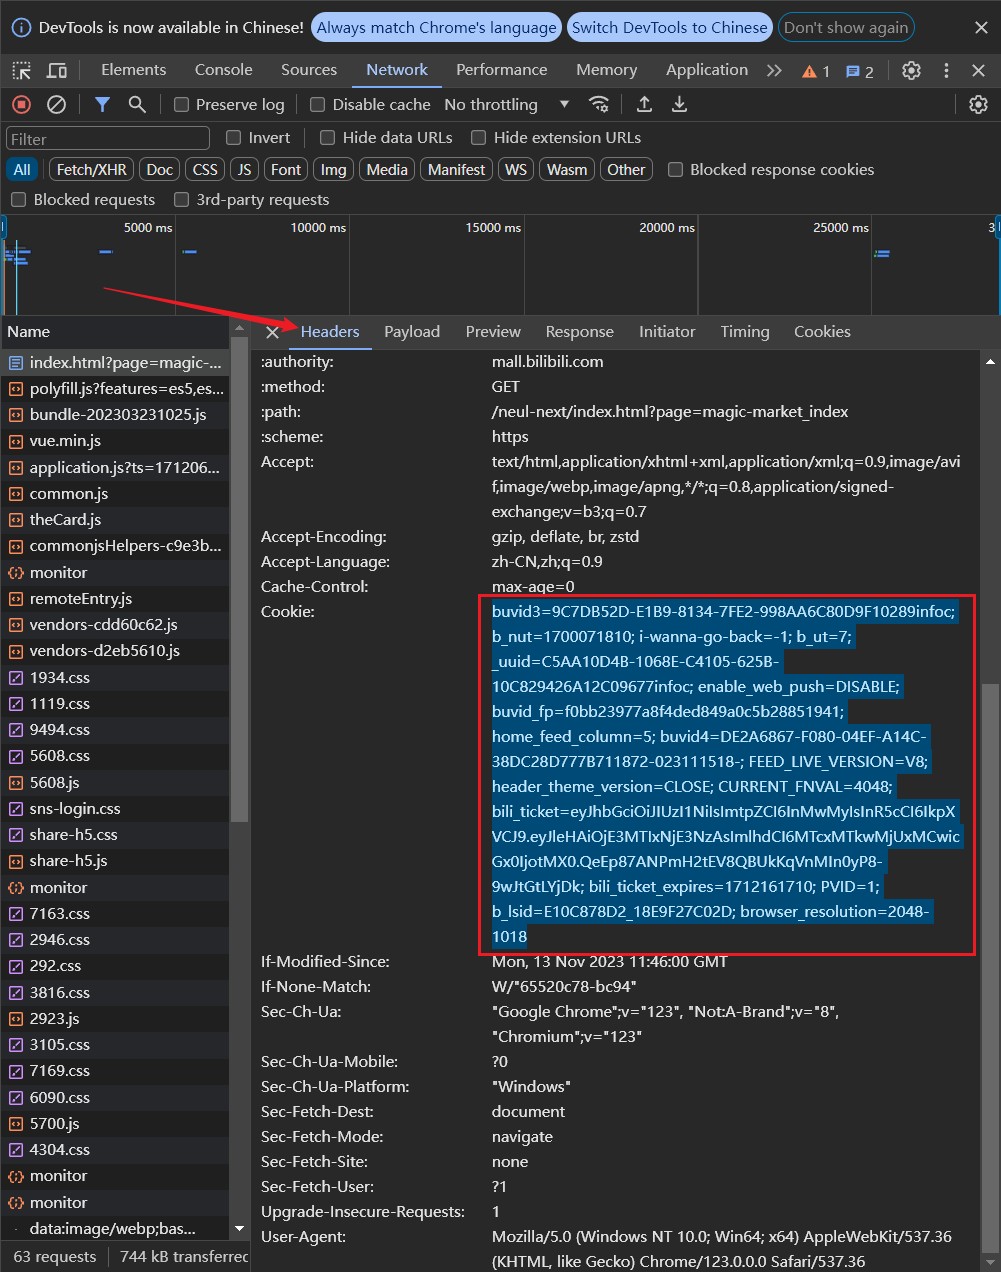 DevTools is now available in Chinese! Always match Chrome's language Switch DevTools to Chinese Don't show again
Elements Console Sources Network Performance Memory Application 1 2
Preserve log Disable cache No throttling
Filter Invert Hide data URLs Hide extension URLs
All Fetch/XHR Doc CSS JS Font Img Media Manifest WS Wasm Other Blocked response cookies
Blocked requests 3rd-party requests
5000 ms 10000 ms 15000 ms 20000 ms 25000 ms 3
Name
index.html?page=magic-...
polyfill.js?features=es5,es...
bundle-202303231025.js
vue.min.js
application.js?ts=171206...
common.js
theCard.js
commonjsHelpers-c9e3b...
monitor
remoteEntry.js
vendors-cdd60c62.js
vendors-d2eb5610.js
1934.css
1119.css
9494.css
5608.css
5608.js
sns-login.css
share-h5.css
share-h5.js
monitor
7163.css
2946.css
292.css
3816.css
2923.js
3105.css
7169.css
6090.css
5700.js
4304.css
monitor
monitor
data:image/webp;bas...
63 requests 744 kB transferred
Headers Payload Preview Response Initiator Timing Cookies
:authority: mall.bilibili.com
:method: GET
:path: /neul-next/index.html?page=magic-market_index
:scheme: https
Accept: text/html,application/xhtml+xml,application/xml;q=0.9,image/avi
f,image/webp,image/apng,*/*;q=0.8,application/signed-
exchange;v=b3;q=0.7
Accept-Encoding: gzip, deflate, br, zstd
Accept-Language: zh-CN,zh;q=0.9
Cache-Control: max-age=0
Cookie: buvid3=9C7DB52D-E1B9-8134-7FE2-998AA6C80D9F10289infoc;
b_nut=1700071810; i-wanna-go-back=-1; b_ut=7;
_uuid=C5AA10D4B-1068E-C4105-625B-
10C829426A12C09677infoc; enable_web_push=DISABLE;
buvid_fp=f0bb23977a8f4ded849a0c5b28851941;
home_feed_column=5; buvid4=DE2A6867-F080-04EF-A14C-
38DC28D777B711872-023111518-; FEED_LIVE_VERSION=V8;
header_theme_version=CLOSE; CURRENT_FNVAL=4048;
bili_ticket=eyJhbGciOiJIUzI1NiIsImtpZCI6InMwMyIsInR5cCI6IkpX
VCJ9.eyJleHAiOjE3MTIxNjE3NzAsImlhdCI6MTcxMTkwMjUxMCwic
Gx0IjotMX0.QeEp87ANPmH2tEV8QBUkKqVnMIn0yP8-
9wJtGtLYjDk; bili_ticket_expires=1712161710; PVID=1;
b_lsid=E10C878D2_18E9F27C02D; browser_resolution=2048-
1018
If-Modified-Since: Mon, 13 Nov 2023 11:46:00 GMT
If-None-Match: W/"65520c78-bc94"
Sec-Ch-Ua: "Google Chrome";v="123", "Not:A-Brand";v="8",
"Chromium";v="123"
Sec-Ch-Ua-Mobile: ?0
Sec-Ch-Ua-Platform: "Windows"
Sec-Fetch-Dest: document
Sec-Fetch-Mode: navigate
Sec-Fetch-Site: none
Sec-Fetch-User: ?1
Upgrade-Insecure-Requests: 1
User-Agent: Mozilla/5.0 (Windows NT 10.0; Win64; x64) AppleWebKit/537.36
(KHTML, like Gecko) Chrome/123.0.0.0 Safari/537.36